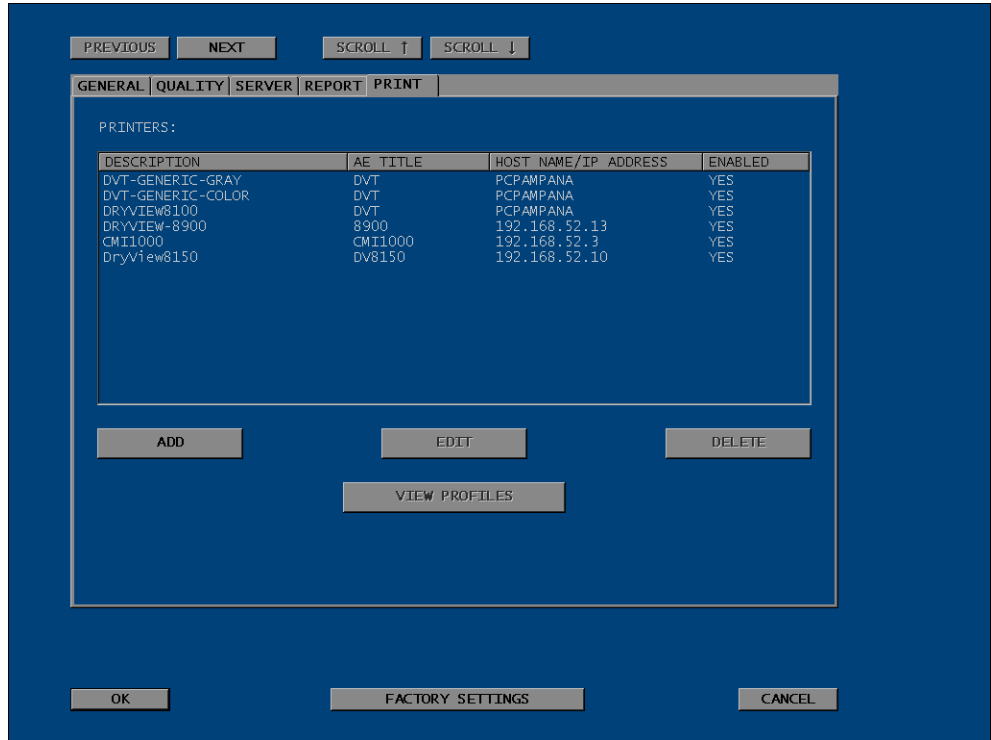 PREVIOUS NEXT SCROLL ↑ SCROLL ↓
GENERAL QUALITY SERVER REPORT PRINT
PRINTERS:
DESCRIPTION AE TITLE HOST NAME/IP ADDRESS ENABLED
DVT-GENERIC-GRAY DVT PCPAMPANA YES
DVT-GENERIC-COLOR DVT PCPAMPANA YES
DRYVIEW8100 DVT PCPAMPANA YES
DRYVIEW-8900 8900 192.168.52.13 YES
CMI1000 CMI1000 192.168.52.3 YES
DryView8150 DV8150 192.168.52.10 YES
ADD EDIT DELETE
VIEW PROFILES
OK FACTORY SETTINGS CANCEL